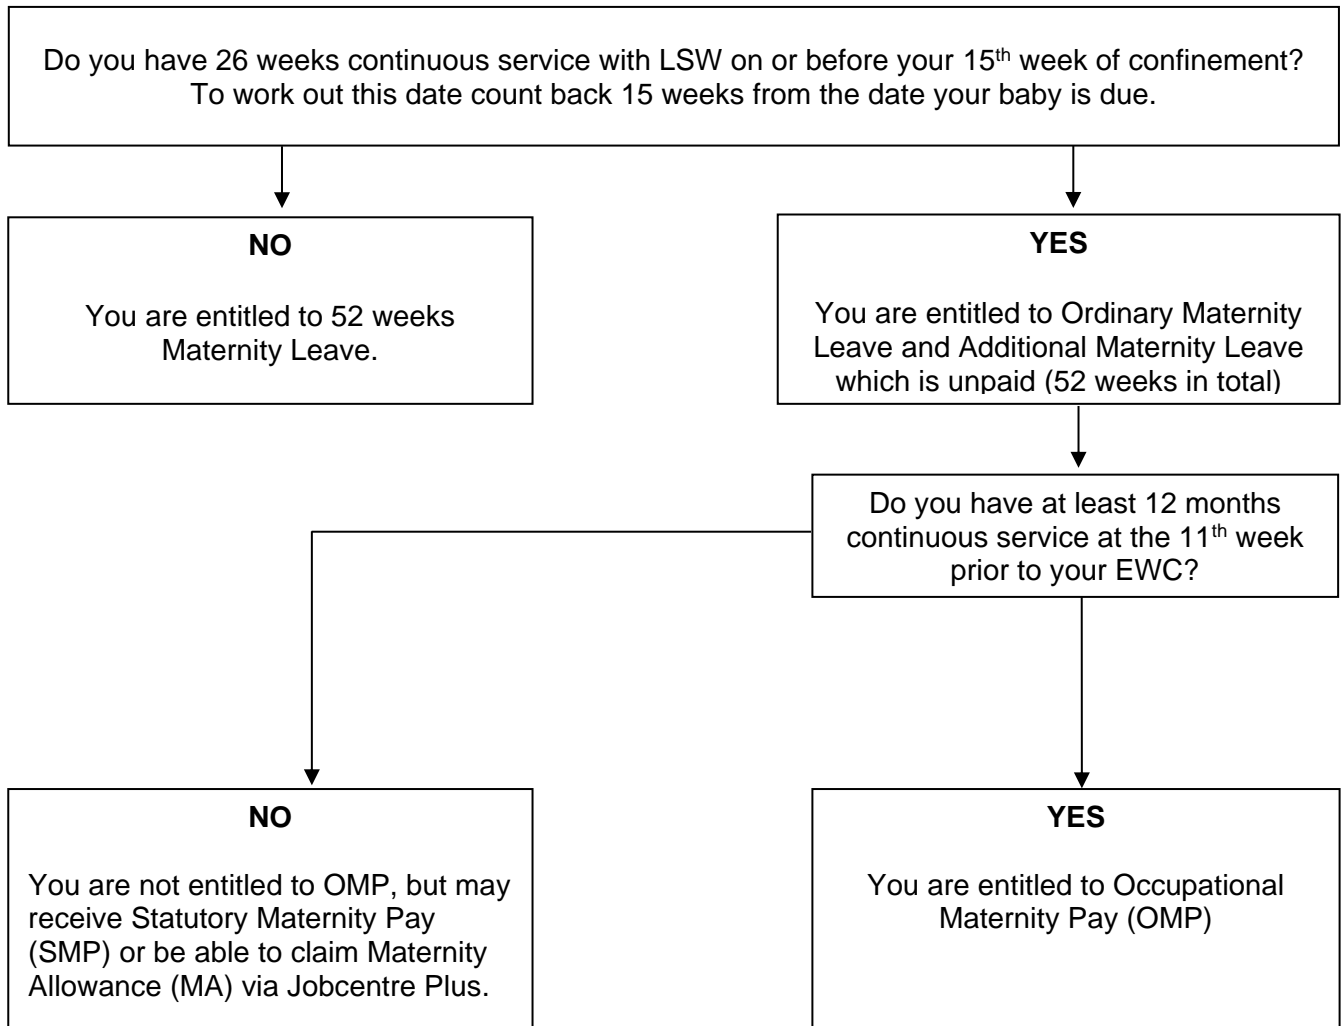 Do you have 26 weeks continuous service with LSW on or before your 15th week of confinement?
To work out this date count back 15 weeks from the date your baby is due.
NO
You are entitled to 52 weeks
Maternity Leave.
YES
You are entitled to Ordinary Maternity
Leave and Additional Maternity Leave
which is unpaid (52 weeks in total)
Do you have at least 12 months
continuous service at the 11th week
prior to your EWC?
NO
You are not entitled to OMP, but may
receive Statutory Maternity Pay
(SMP) or be able to claim Maternity
Allowance (MA) via Jobcentre Plus.
YES
You are entitled to Occupational
Maternity Pay (OMP)